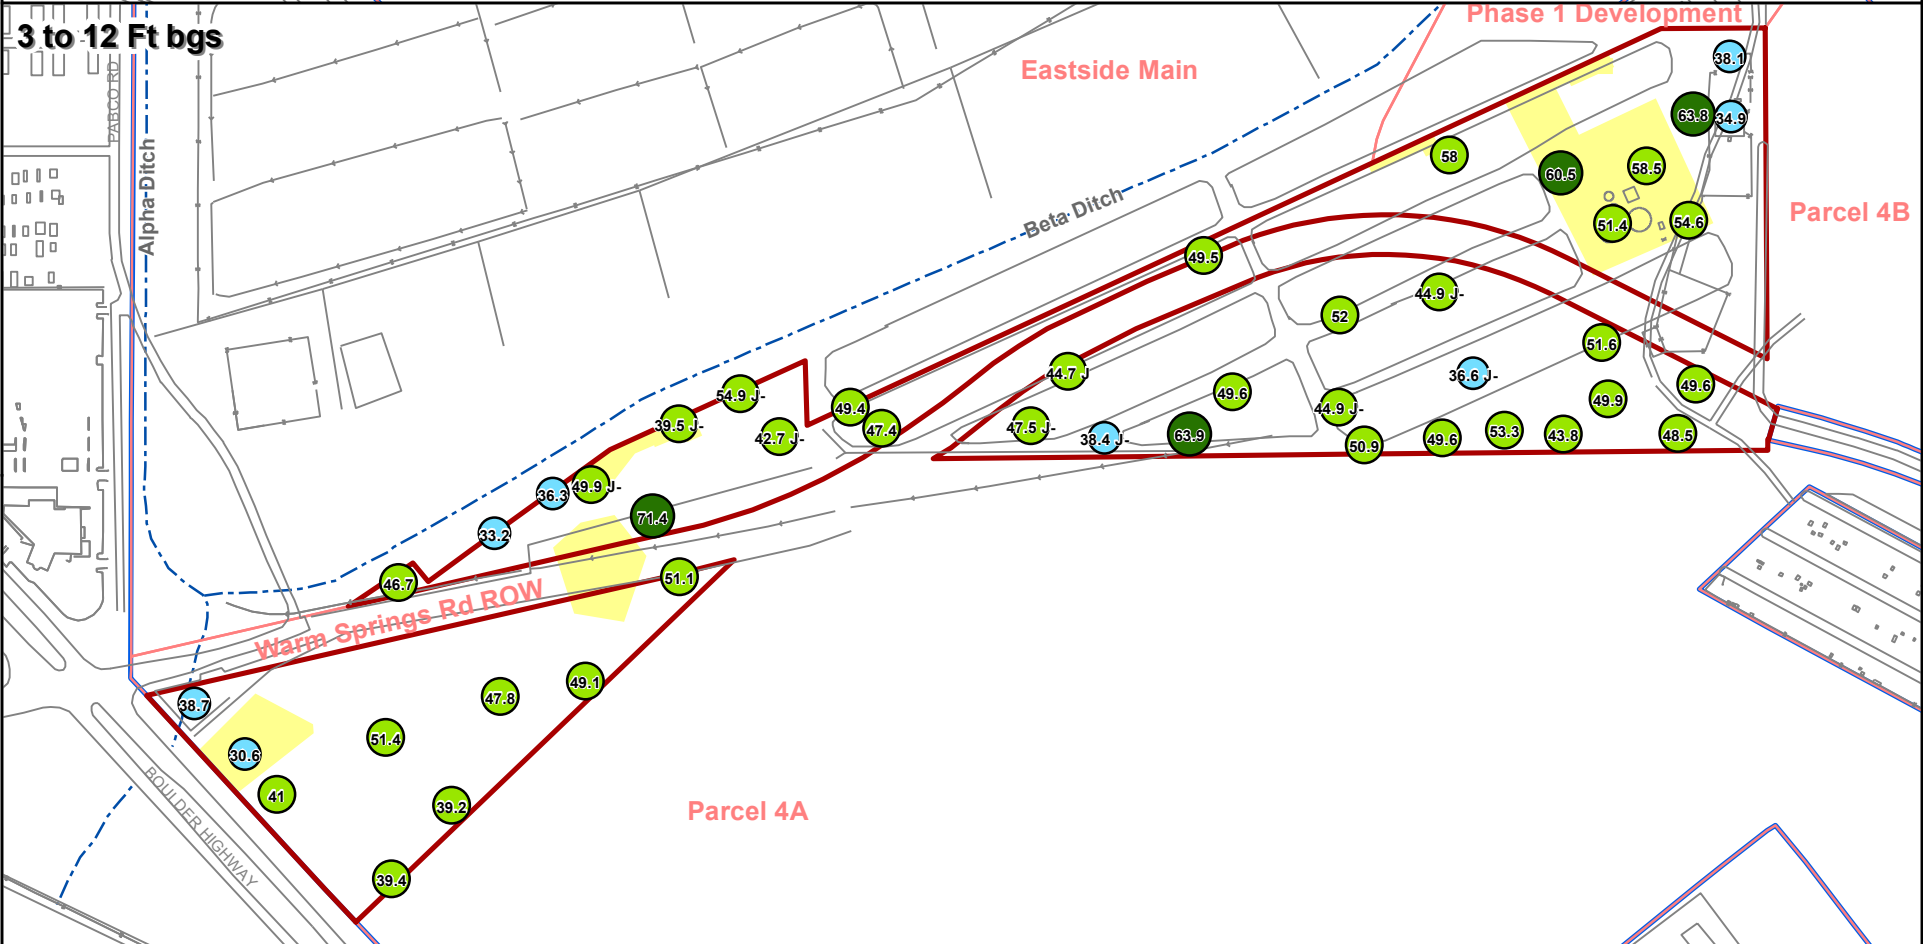 Phase 1 Development
3 to 12 Ft bgs
38.1
Eastside Main
PABCO RD
63.8
34.9
58
60.5
58.5
Alpha Ditch
Beta Ditch
51.4
54.6
Parcel 4B
49.5
44.9 J-
52
51.6
44.7 J
36.6 J-
49.6
54.9 J-
49.6
49.9
49.4
44.9 J-
39.5 J-
47.4
42.7 J-
47.5 J-
38.4 J-
63.9
50.9
49.6
53.3
43.8
48.5
36.3
49.9 J-
71.4
33.2
46.7
51.1
Warm Springs Rd ROW
38.7
47.8
49.1
51.4
30.6
41
39.2
Parcel 4A
BOULDER HIGHWAY
39.4